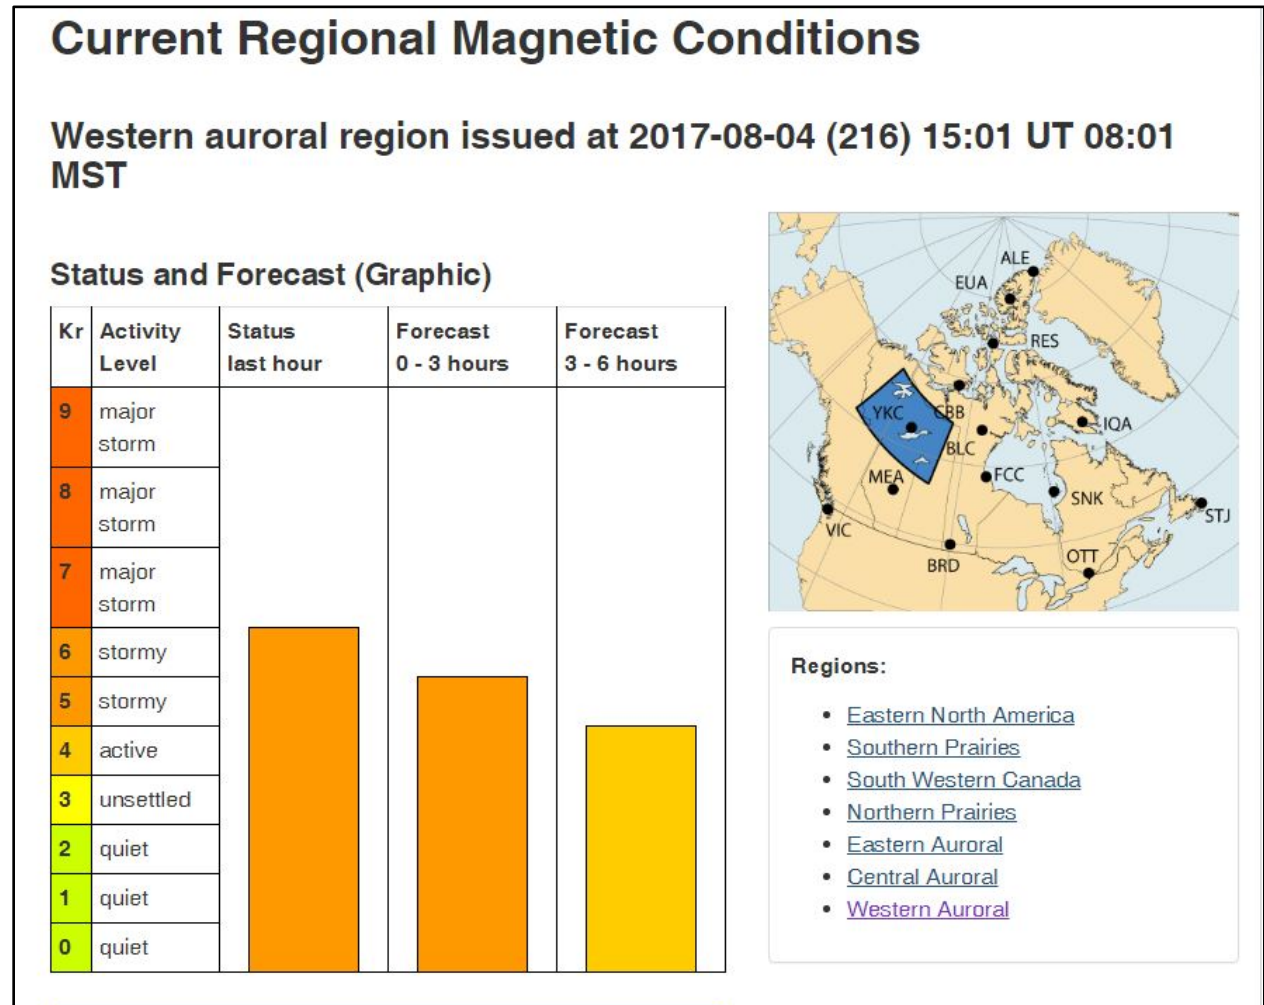 Current Regional Magnetic Conditions
Western auroral region issued at 2017-08-04 (216) 15:01 UT 08:01
MST
Status and Forecast (Graphic)
Kr Activity Level Status last hour Forecast 0 - 3 hours Forecast 3 - 6 hours
9 major storm
8 major storm
7 major storm
6 stormy
5 stormy
4 active
3 unsettled
2 quiet
1 quiet
0 quiet
ALE
EUA
RES
YKC
CBB
IQA
BLC
MEA
FCC
SNK
STJ
VIC
BRD
OTT
Regions:
Eastern North America
Southern Prairies
South Western Canada
Northern Prairies
Eastern Auroral
Central Auroral
Western Auroral